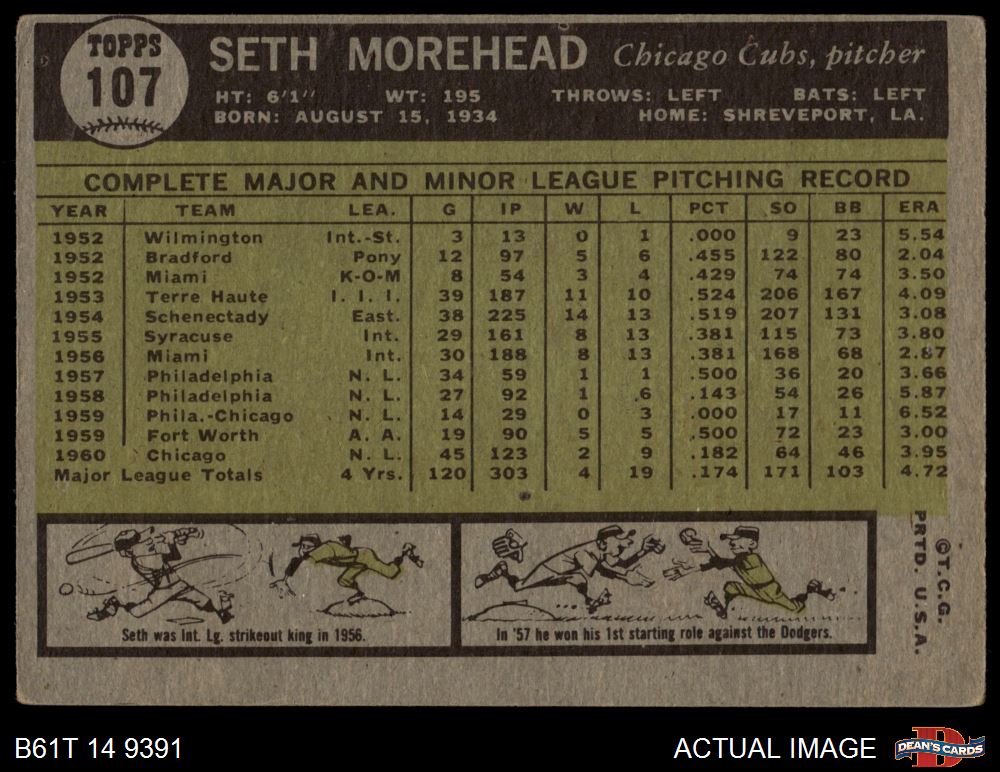 TOPPS
107
SETH MOREHEAD Chicago Cubs, pitcher
HT: 6'1" WT: 195 THROWS: LEFT BATS: LEFT
BORN: AUGUST 15, 1934 HOME: SHREVEPORT, LA.
COMPLETE MAJOR AND MINOR LEAGUE PITCHING RECORD
YEAR TEAM LEA. G IP W L PCT SO BB ERA
1952 Wilmington Int.-St. 3 13 0 1 .000 9 23 5.54
1952 Bradford Pony 12 97 5 6 .455 122 80 2.04
1952 Miami K-O-M 8 54 3 4 .429 74 74 3.50
1953 Terre Haute I. I. I. 39 187 11 10 .524 206 167 4.09
1954 Schenectady East. 38 225 14 13 .519 207 131 3.08
1955 Syracuse Int. 29 161 8 13 .381 115 73 3.80
1956 Miami Int. 30 188 8 13 .381 168 68 2.87
1957 Philadelphia N. L. 34 59 1 1 .500 36 20 3.66
1958 Philadelphia N. L. 27 92 1 6 .143 54 26 5.87
1959 Phila.-Chicago N. L. 14 29 0 3 .000 17 11 6.52
1959 Fort Worth A. A. 19 90 5 5 .500 72 23 3.00
1960 Chicago N. L. 45 123 2 9 .182 64 46 3.95
Major League Totals 4 Yrs. 120 303 4 19 .174 171 103 4.72
Seth was Int. Lg. strikeout king in 1956.
In '57 he won his 1st starting role against the Dodgers.
© T.C.G.
PRTD. U.S.A.
B61T 14 9391
ACTUAL IMAGE
D
DEAN'S CARDS